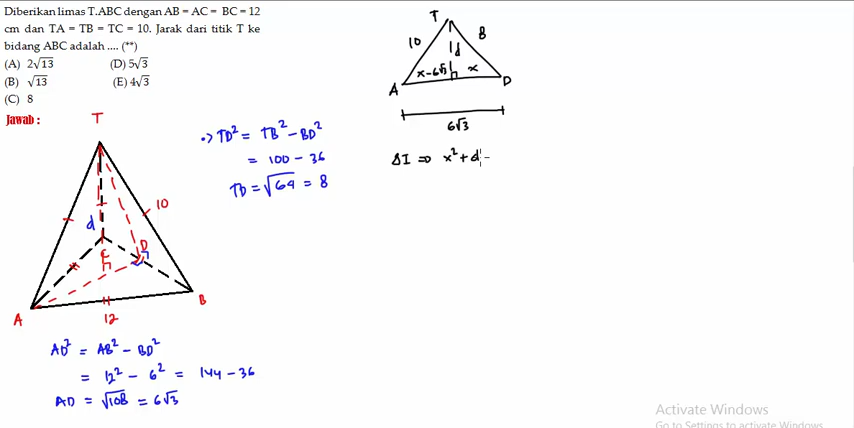 Diberikan limas T.ABC dengan AB = AC = BC = 12
cm dan TA = TB = TC = 10. Jarak dari titik T ke
bidang ABC adalah .... (**)
(A) 2√13 (D) 5√3
(B) √13 (E) 4√3
(C) 8
Jawab :
T
10
d
D
C
A
B
12
∴> TD² = TB² − BD²
= 100 − 36
TD = √64 = 8
AD² = AB² − BD²
= 12² − 6² = 144 − 36
AD = √108 = 6√3
T
10
8
d
x−6√3
x
A
D
6√3
ΔI ⇒ x² + d
Activate Windows
Go to Settings to activate Windows